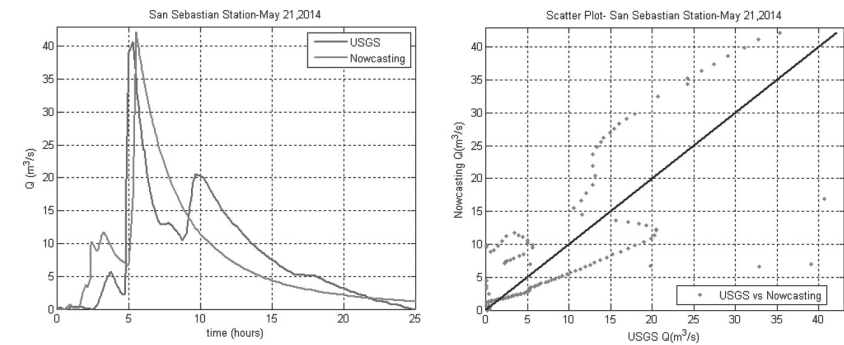 San Sebastian Station-May 21,2014
USGS
Nowcasting
Q (m³/s)
40
35
30
25
20
15
10
5
0
0 5 10 15 20 25
time (hours)
Scatter Plot- San Sebastian Station-May 21,2014
Nowcasting Q(m³/s)
40
35
30
25
20
15
10
5
0
USGS vs Nowcasting
0 5 10 15 20 25 30 35 40
USGS Q(m³/s)